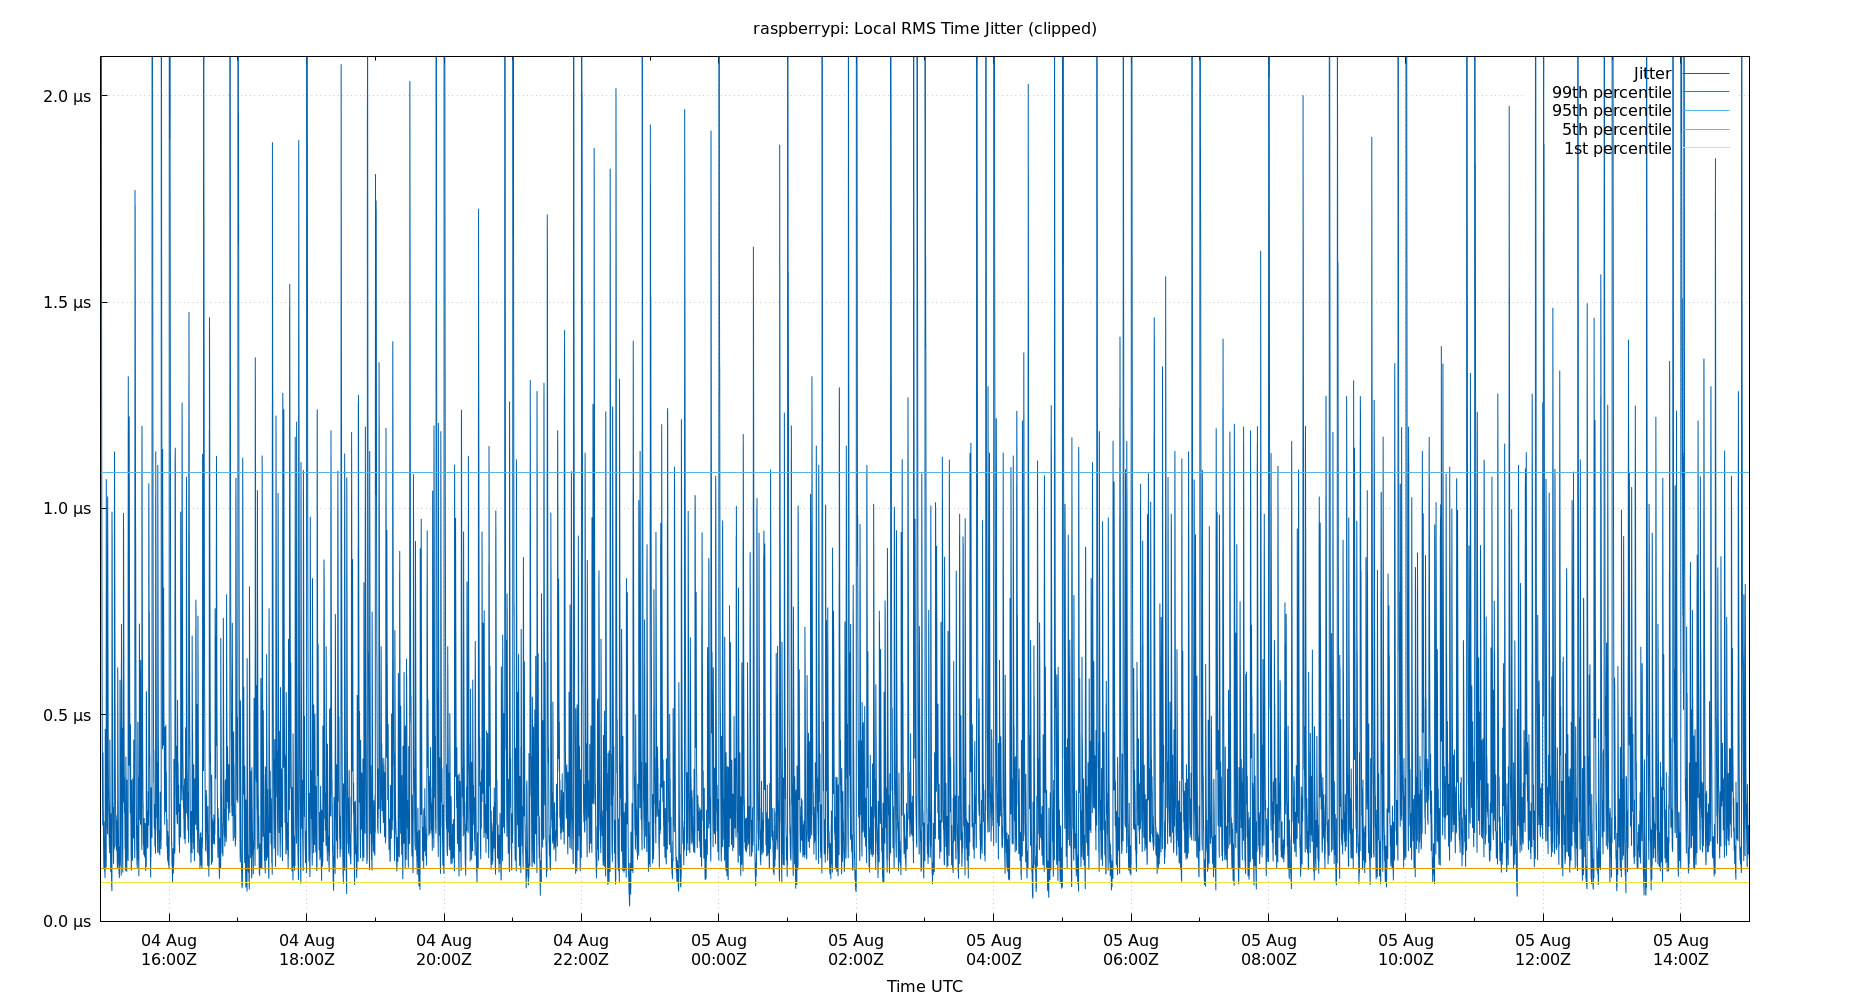 raspberrypi: Local RMS Time Jitter (clipped)
Jitter
99th percentile
95th percentile
5th percentile
1st percentile
2.0 µs
1.5 µs
1.0 µs
0.5 µs
0.0 µs
04 Aug 04 Aug 04 Aug 04 Aug 05 Aug 05 Aug 05 Aug 05 Aug 05 Aug 05 Aug 05 Aug 05 Aug
16:00Z 18:00Z 20:00Z 22:00Z 00:00Z 02:00Z 04:00Z 06:00Z 08:00Z 10:00Z 12:00Z 14:00Z
Time UTC